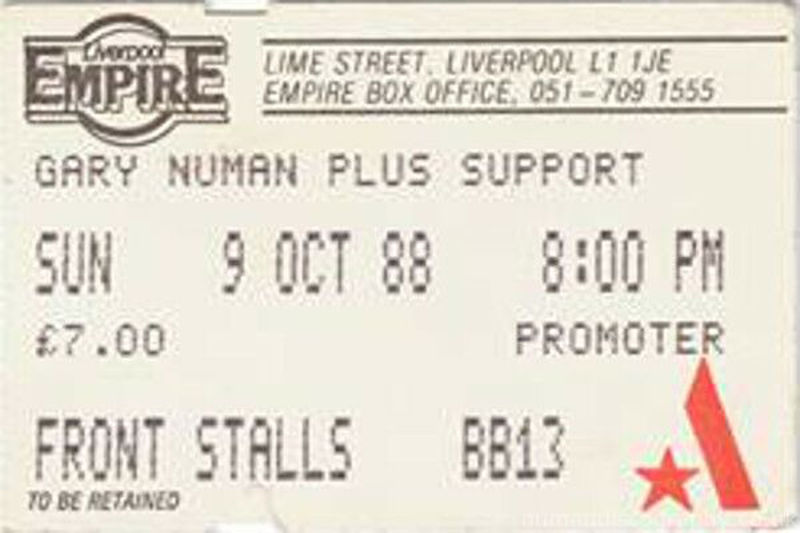 Liverpool
EMPIRE
LIME STREET, LIVERPOOL L1 1JE
EMPIRE BOX OFFICE, 051-709 1555
GARY NUMAN PLUS SUPPORT
SUN 9 OCT 88 8:00 PM
£7.00 PROMOTER
FRONT STALLS BB13
TO BE RETAINED